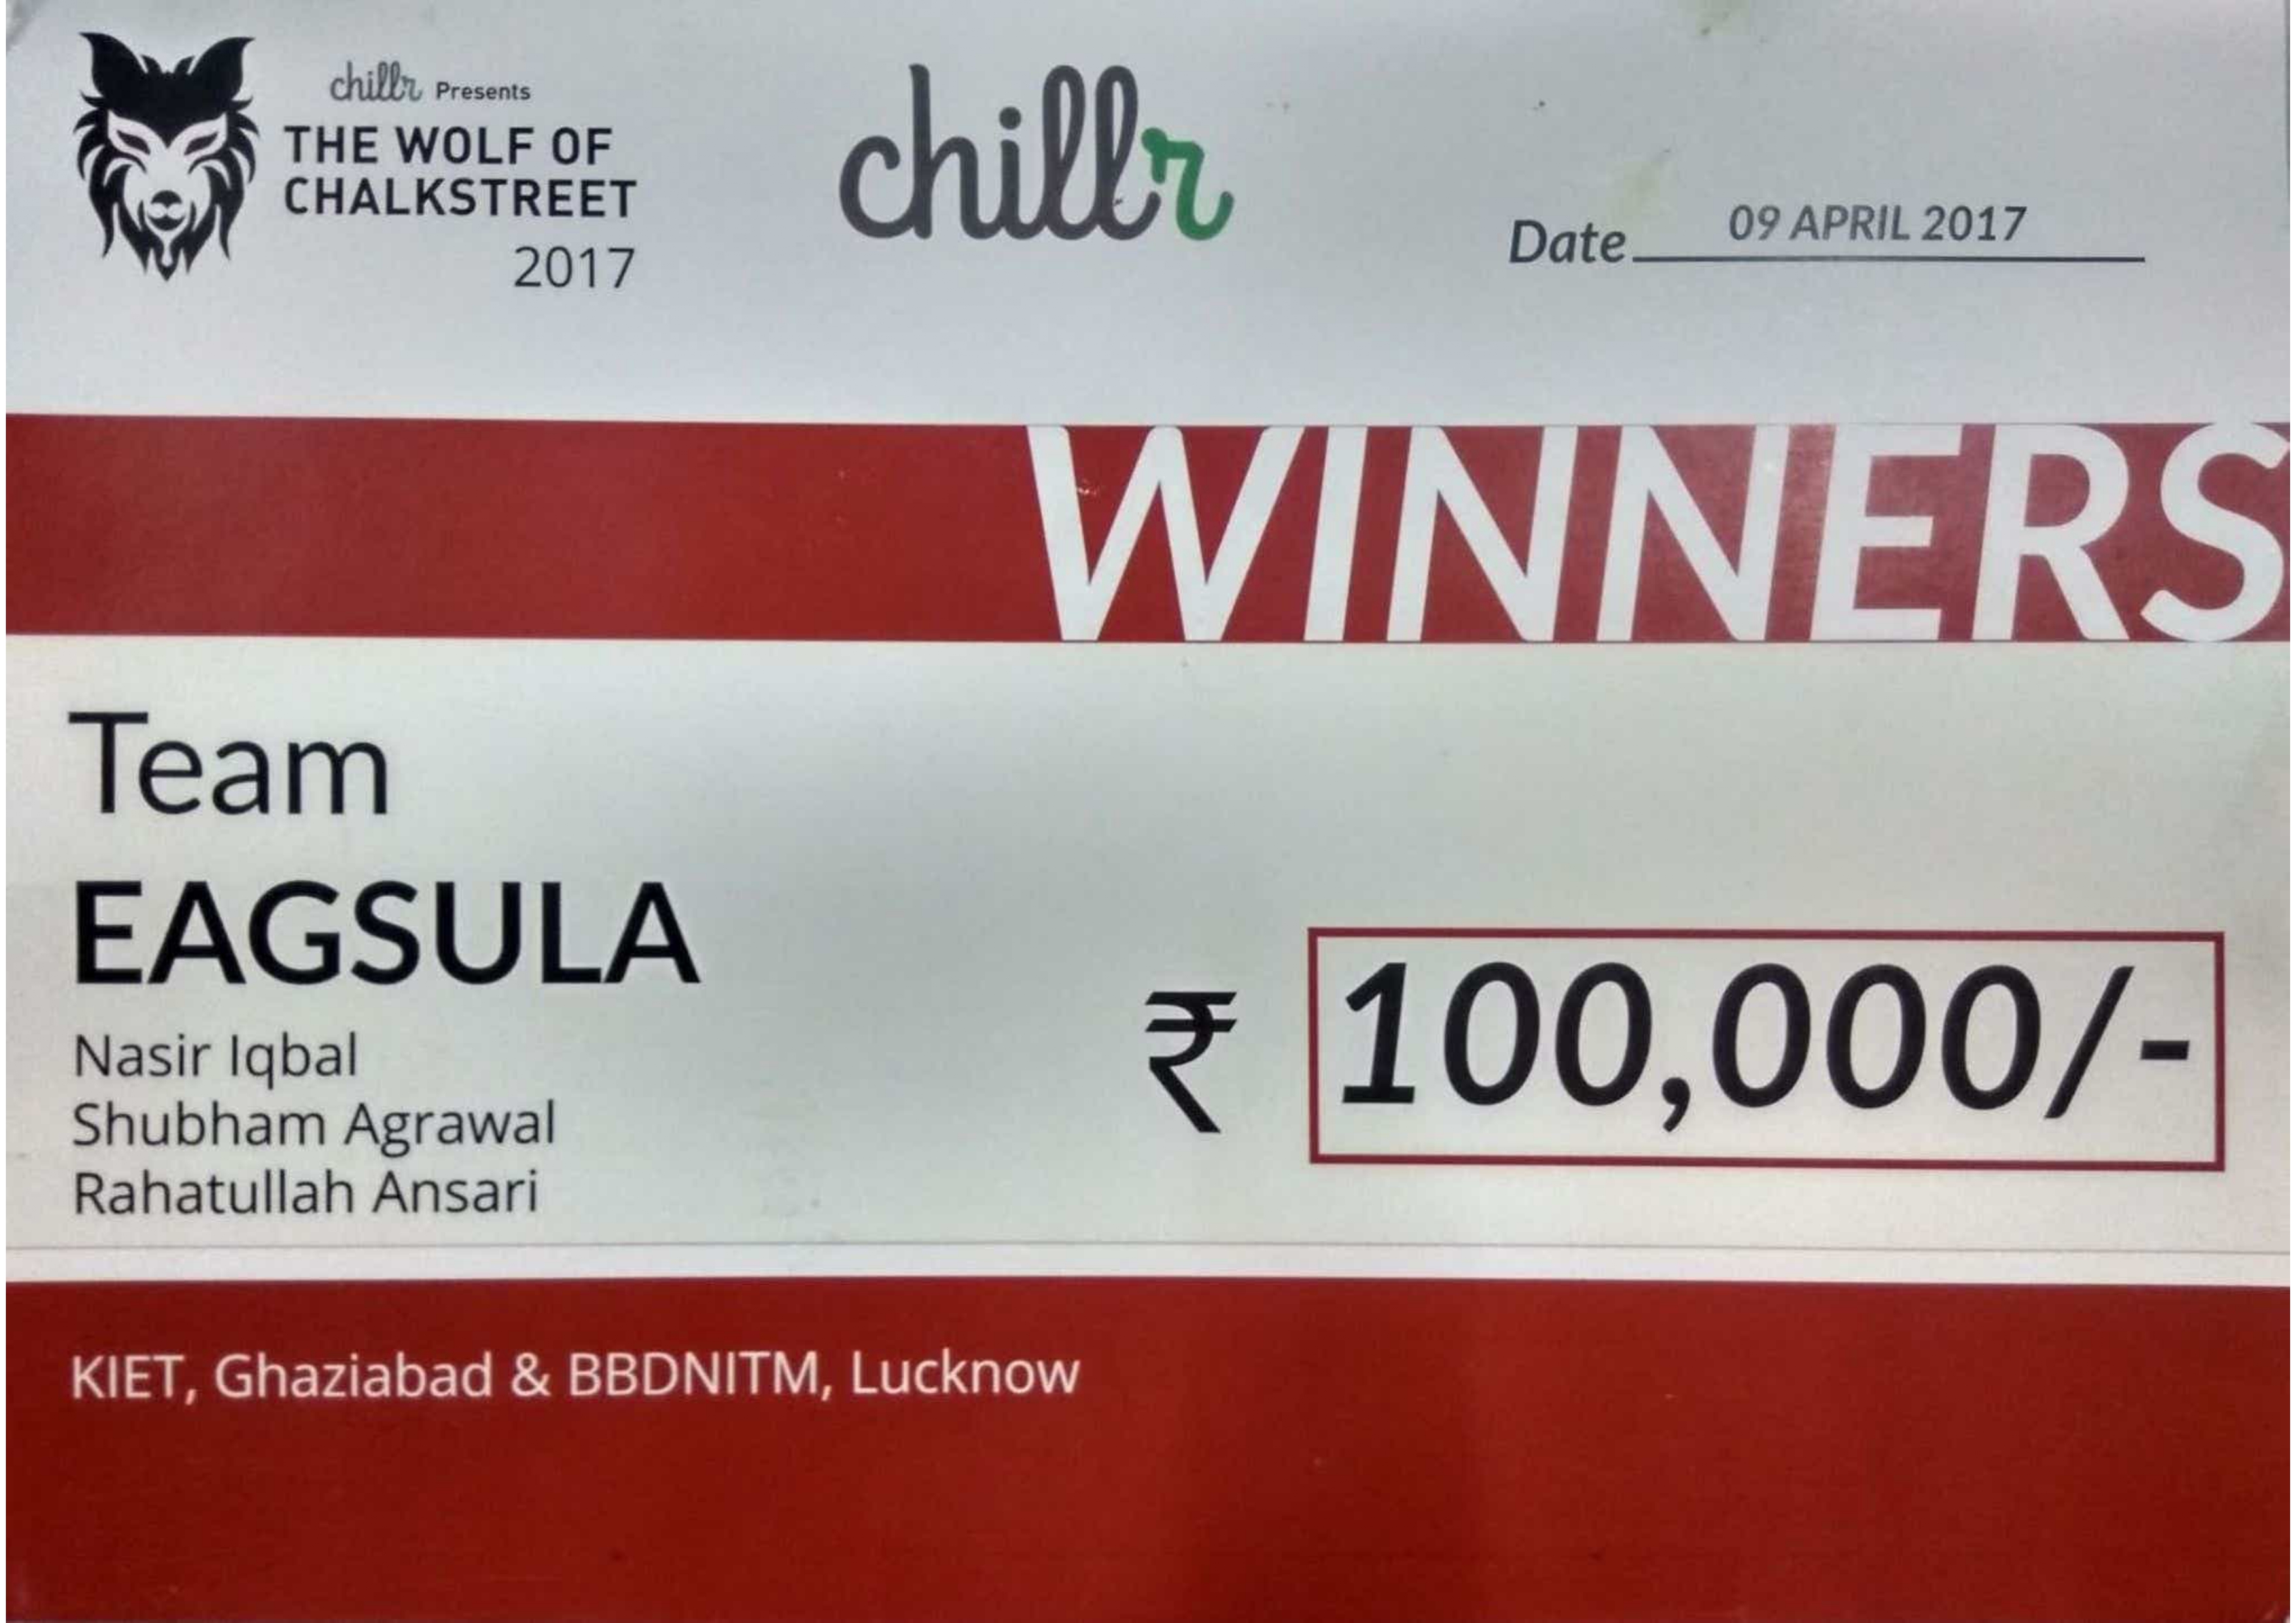 chillr Presents
THE WOLF OF
CHALKSTREET
2017
chillr
Date 09 APRIL 2017
WINNERS
Team
EAGSULA
Nasir Iqbal
Shubham Agrawal
Rahatullah Ansari
₹ 100,000/-
KIET, Ghaziabad & BBDNITM, Lucknow